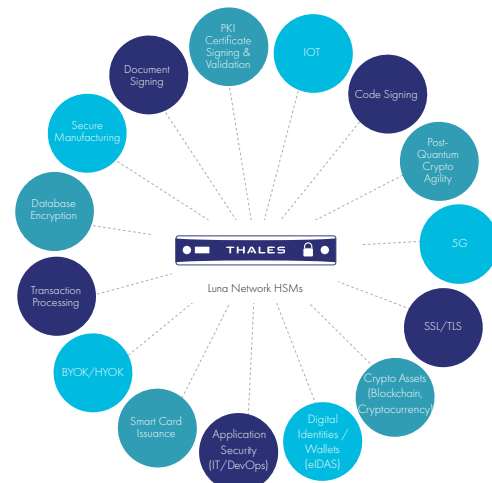 PKI
Certificate
Signing &
Validation
IOT
Code Signing
Post-
Quantum
Crypto
Agility
5G
SSL/TLS
Crypto Assets
(Blockchain,
Cryptocurrency)
Digital
Identities /
Wallets
(eIDAS)
Application
Security
(IT/DevOps)
Smart Card
Issuance
BYOK/HYOK
Transaction
Processing
Database
Encryption
Secure
Manufacturing
Document
Signing
THALES
Luna Network HSMs